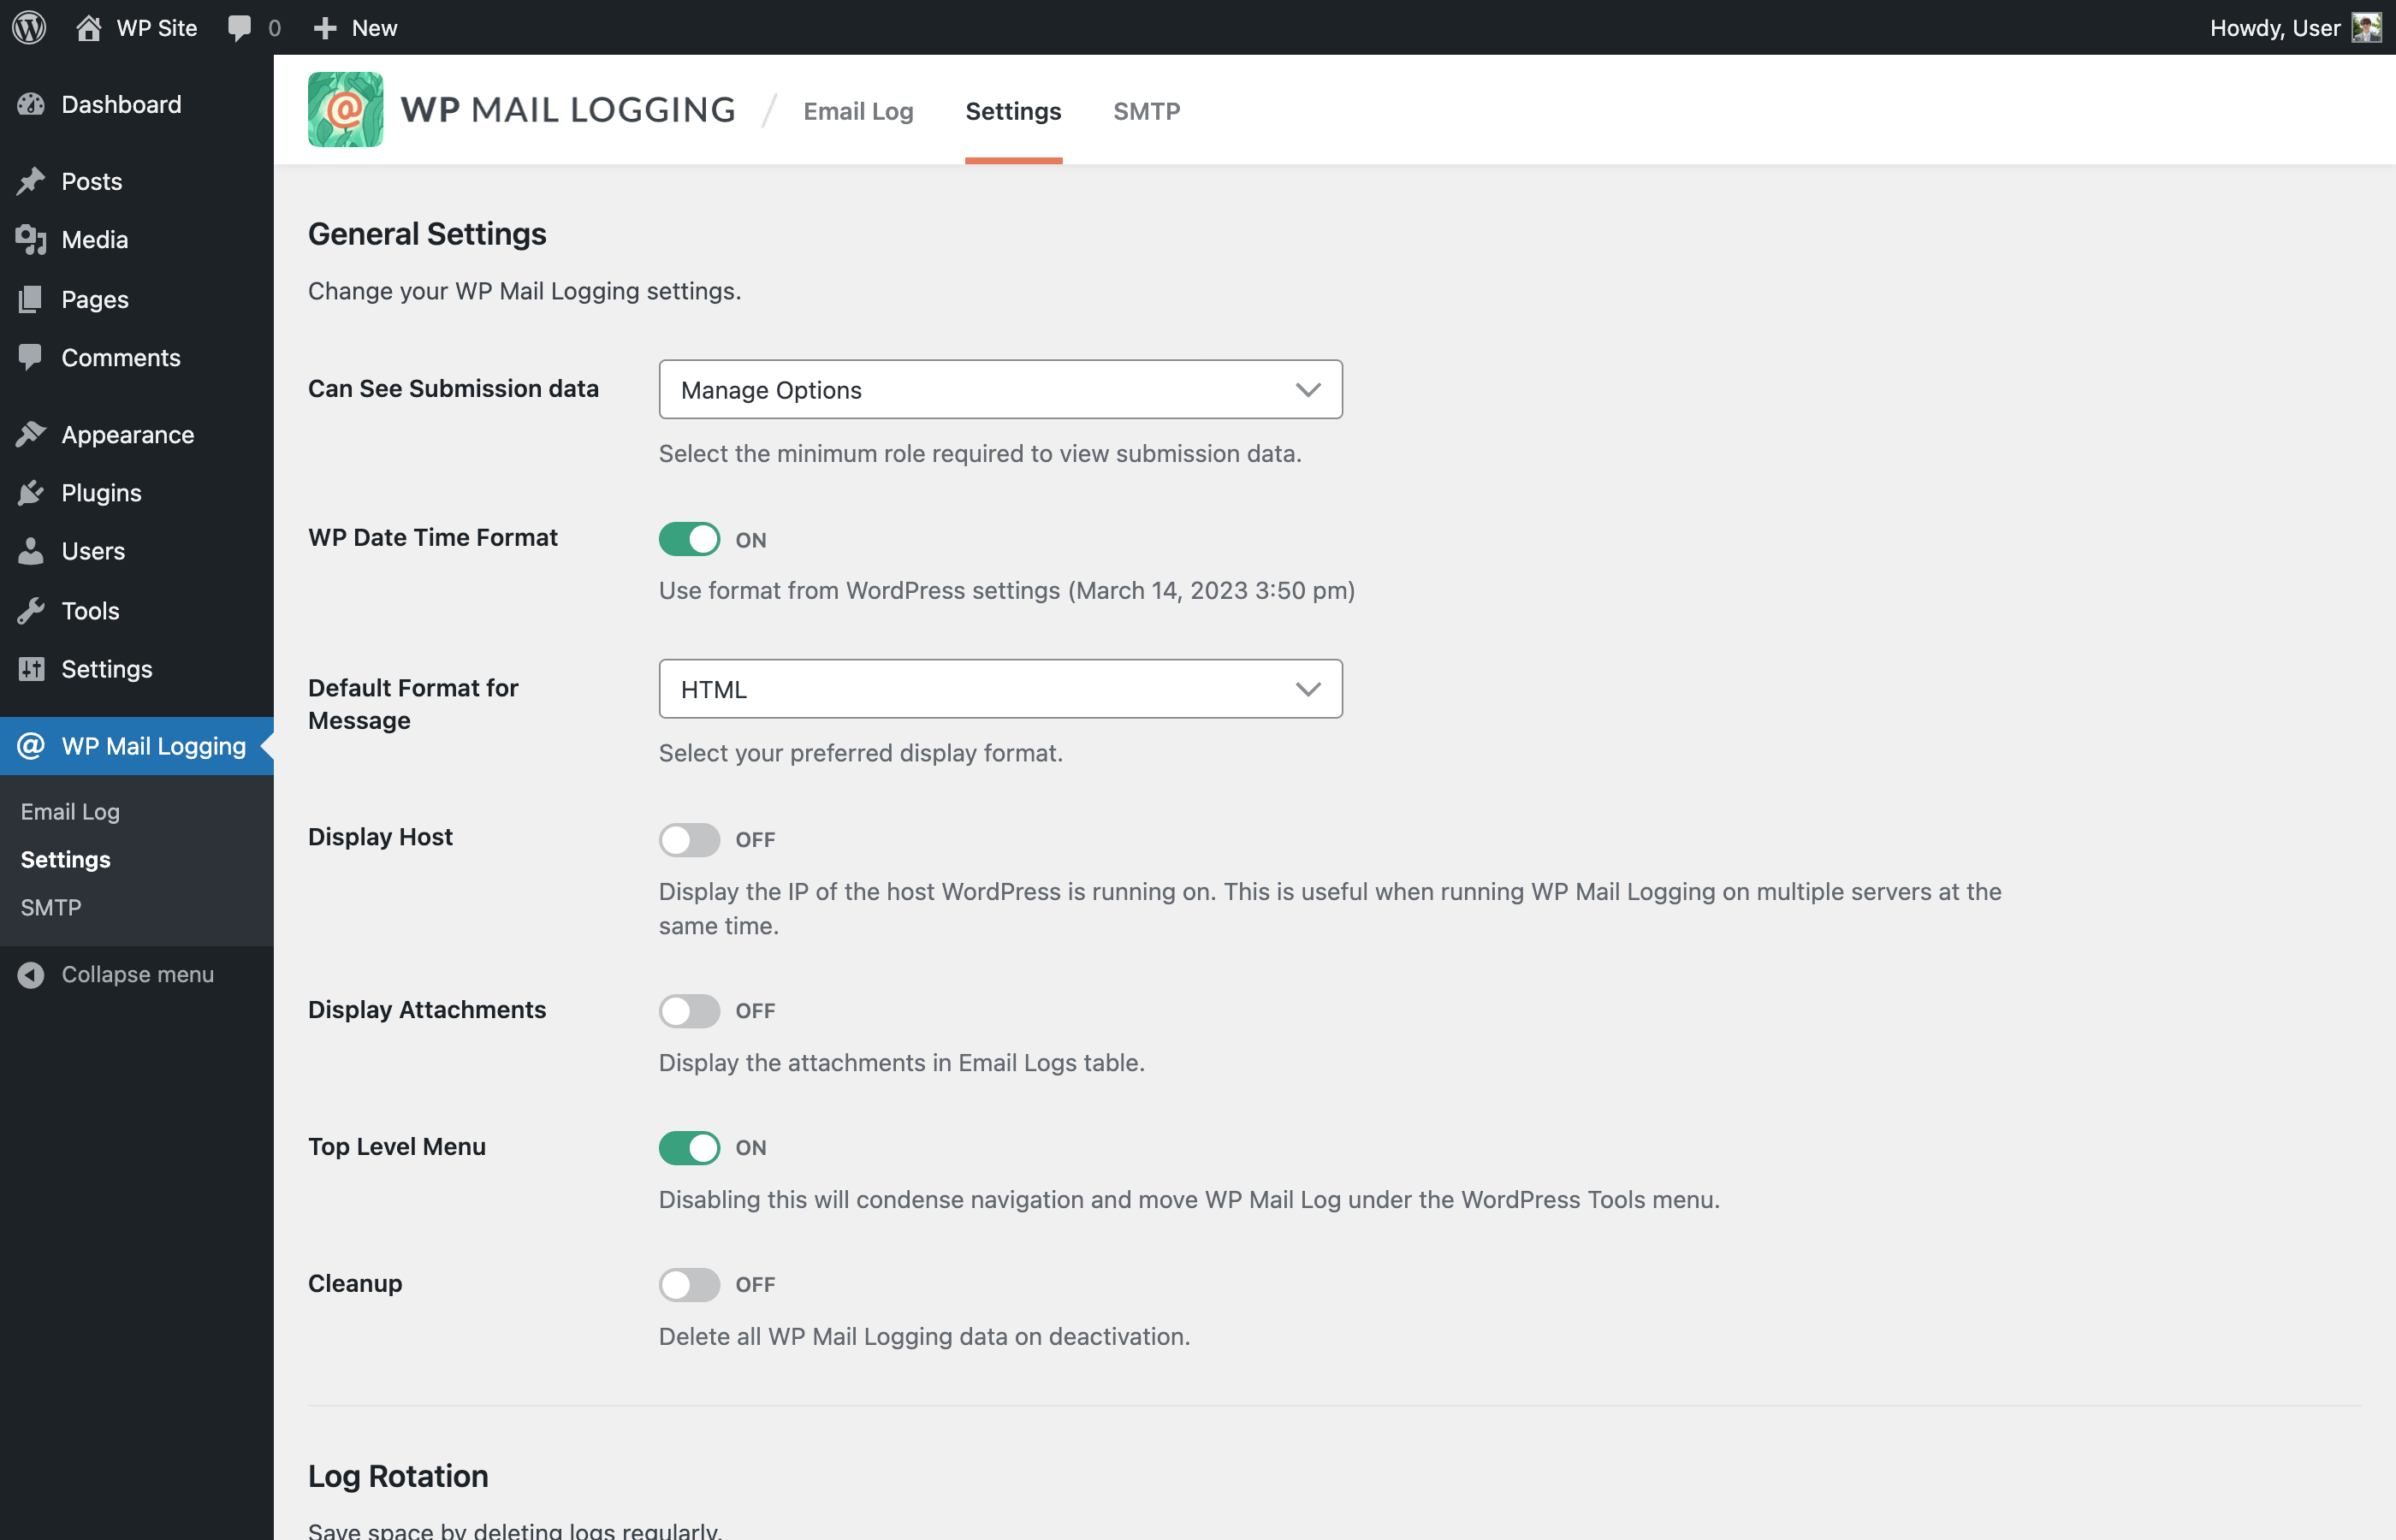 WP Site 0 New Howdy, User
Dashboard
Posts
Media
Pages
Comments
Appearance
Plugins
Users
Tools
Settings
WP Mail Logging
Email Log
Settings
SMTP
Collapse menu
WP MAIL LOGGING / Email Log Settings SMTP
General Settings
Change your WP Mail Logging settings.
Can See Submission data
Manage Options
Select the minimum role required to view submission data.
WP Date Time Format
ON
Use format from WordPress settings (March 14, 2023 3:50 pm)
Default Format for
Message
HTML
Select your preferred display format.
Display Host
OFF
Display the IP of the host WordPress is running on. This is useful when running WP Mail Logging on multiple servers at the
same time.
Display Attachments
OFF
Display the attachments in Email Logs table.
Top Level Menu
ON
Disabling this will condense navigation and move WP Mail Log under the WordPress Tools menu.
Cleanup
OFF
Delete all WP Mail Logging data on deactivation.
Log Rotation
Save space by deleting logs regularly.